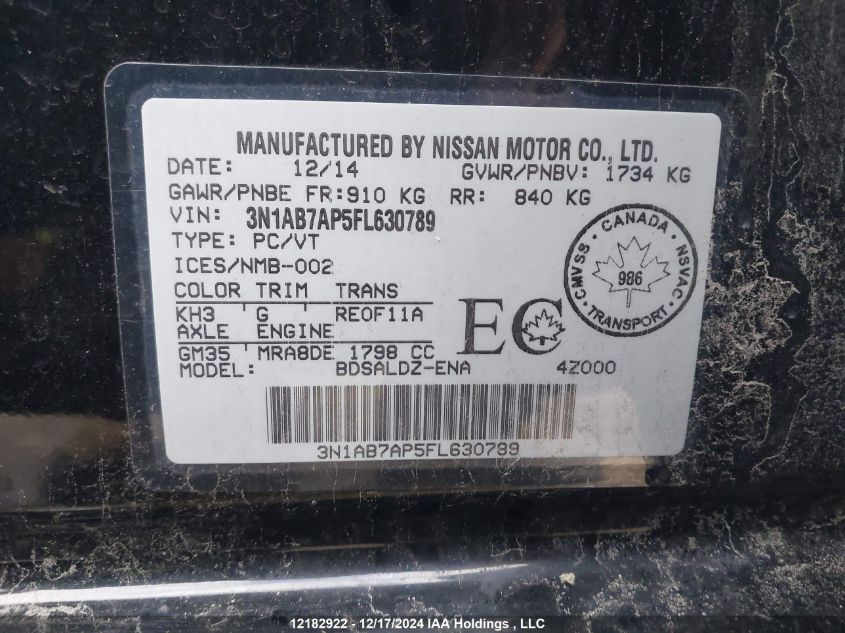 MANUFACTURED BY NISSAN MOTOR CO., LTD.
DATE: 12/14 GVWR/PNBV: 1734 KG
GAWR/PNBE FR:910 KG RR: 840 KG
VIN: 3N1AB7AP5FL630789
TYPE: PC/VT
ICES/NMB-002
COLOR TRIM TRANS
KH3 G RE0F11A
AXLE ENGINE
GM35 MRA8DE 1798 CC
MODEL: BDSALDZ-ENA 4Z000
EC
CANADA
CMVSS NSVAC
986
TRANSPORT
3N1AB7AP5FL630789
12182922 - 12/17/2024 IAA Holdings , LLC